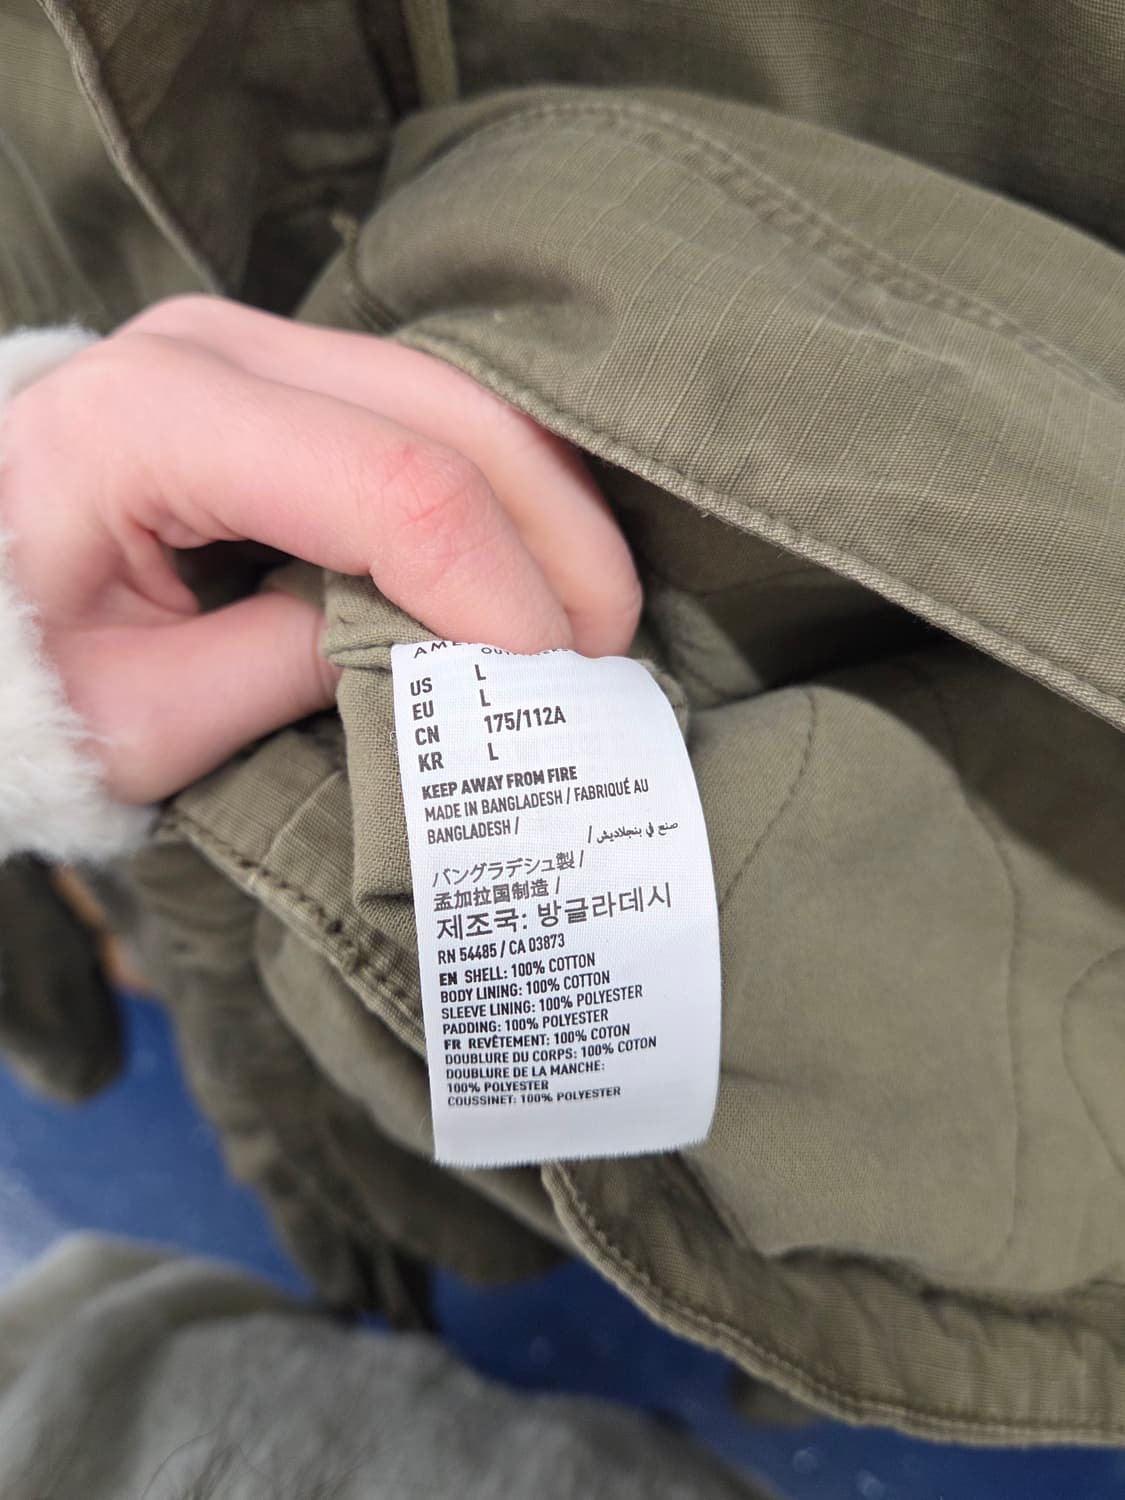 US L
EU L
CN 175/112A
KR L
KEEP AWAY FROM FIRE
MADE IN BANGLADESH / FABRIQUÉ AU
BANGLADESH /
صنع في بنجلاديش /
バングラデシュ製 /
孟加拉国制造 /
제조국: 방글라데시
RN 54485 / CA 03873
EN SHELL: 100% COTTON
BODY LINING: 100% COTTON
SLEEVE LINING: 100% POLYESTER
PADDING: 100% POLYESTER
FR REVÊTEMENT: 100% COTON
DOUBLURE DU CORPS: 100% COTON
DOUBLURE DE LA MANCHE:
100% POLYESTER
COUSSINET: 100% POLYESTER